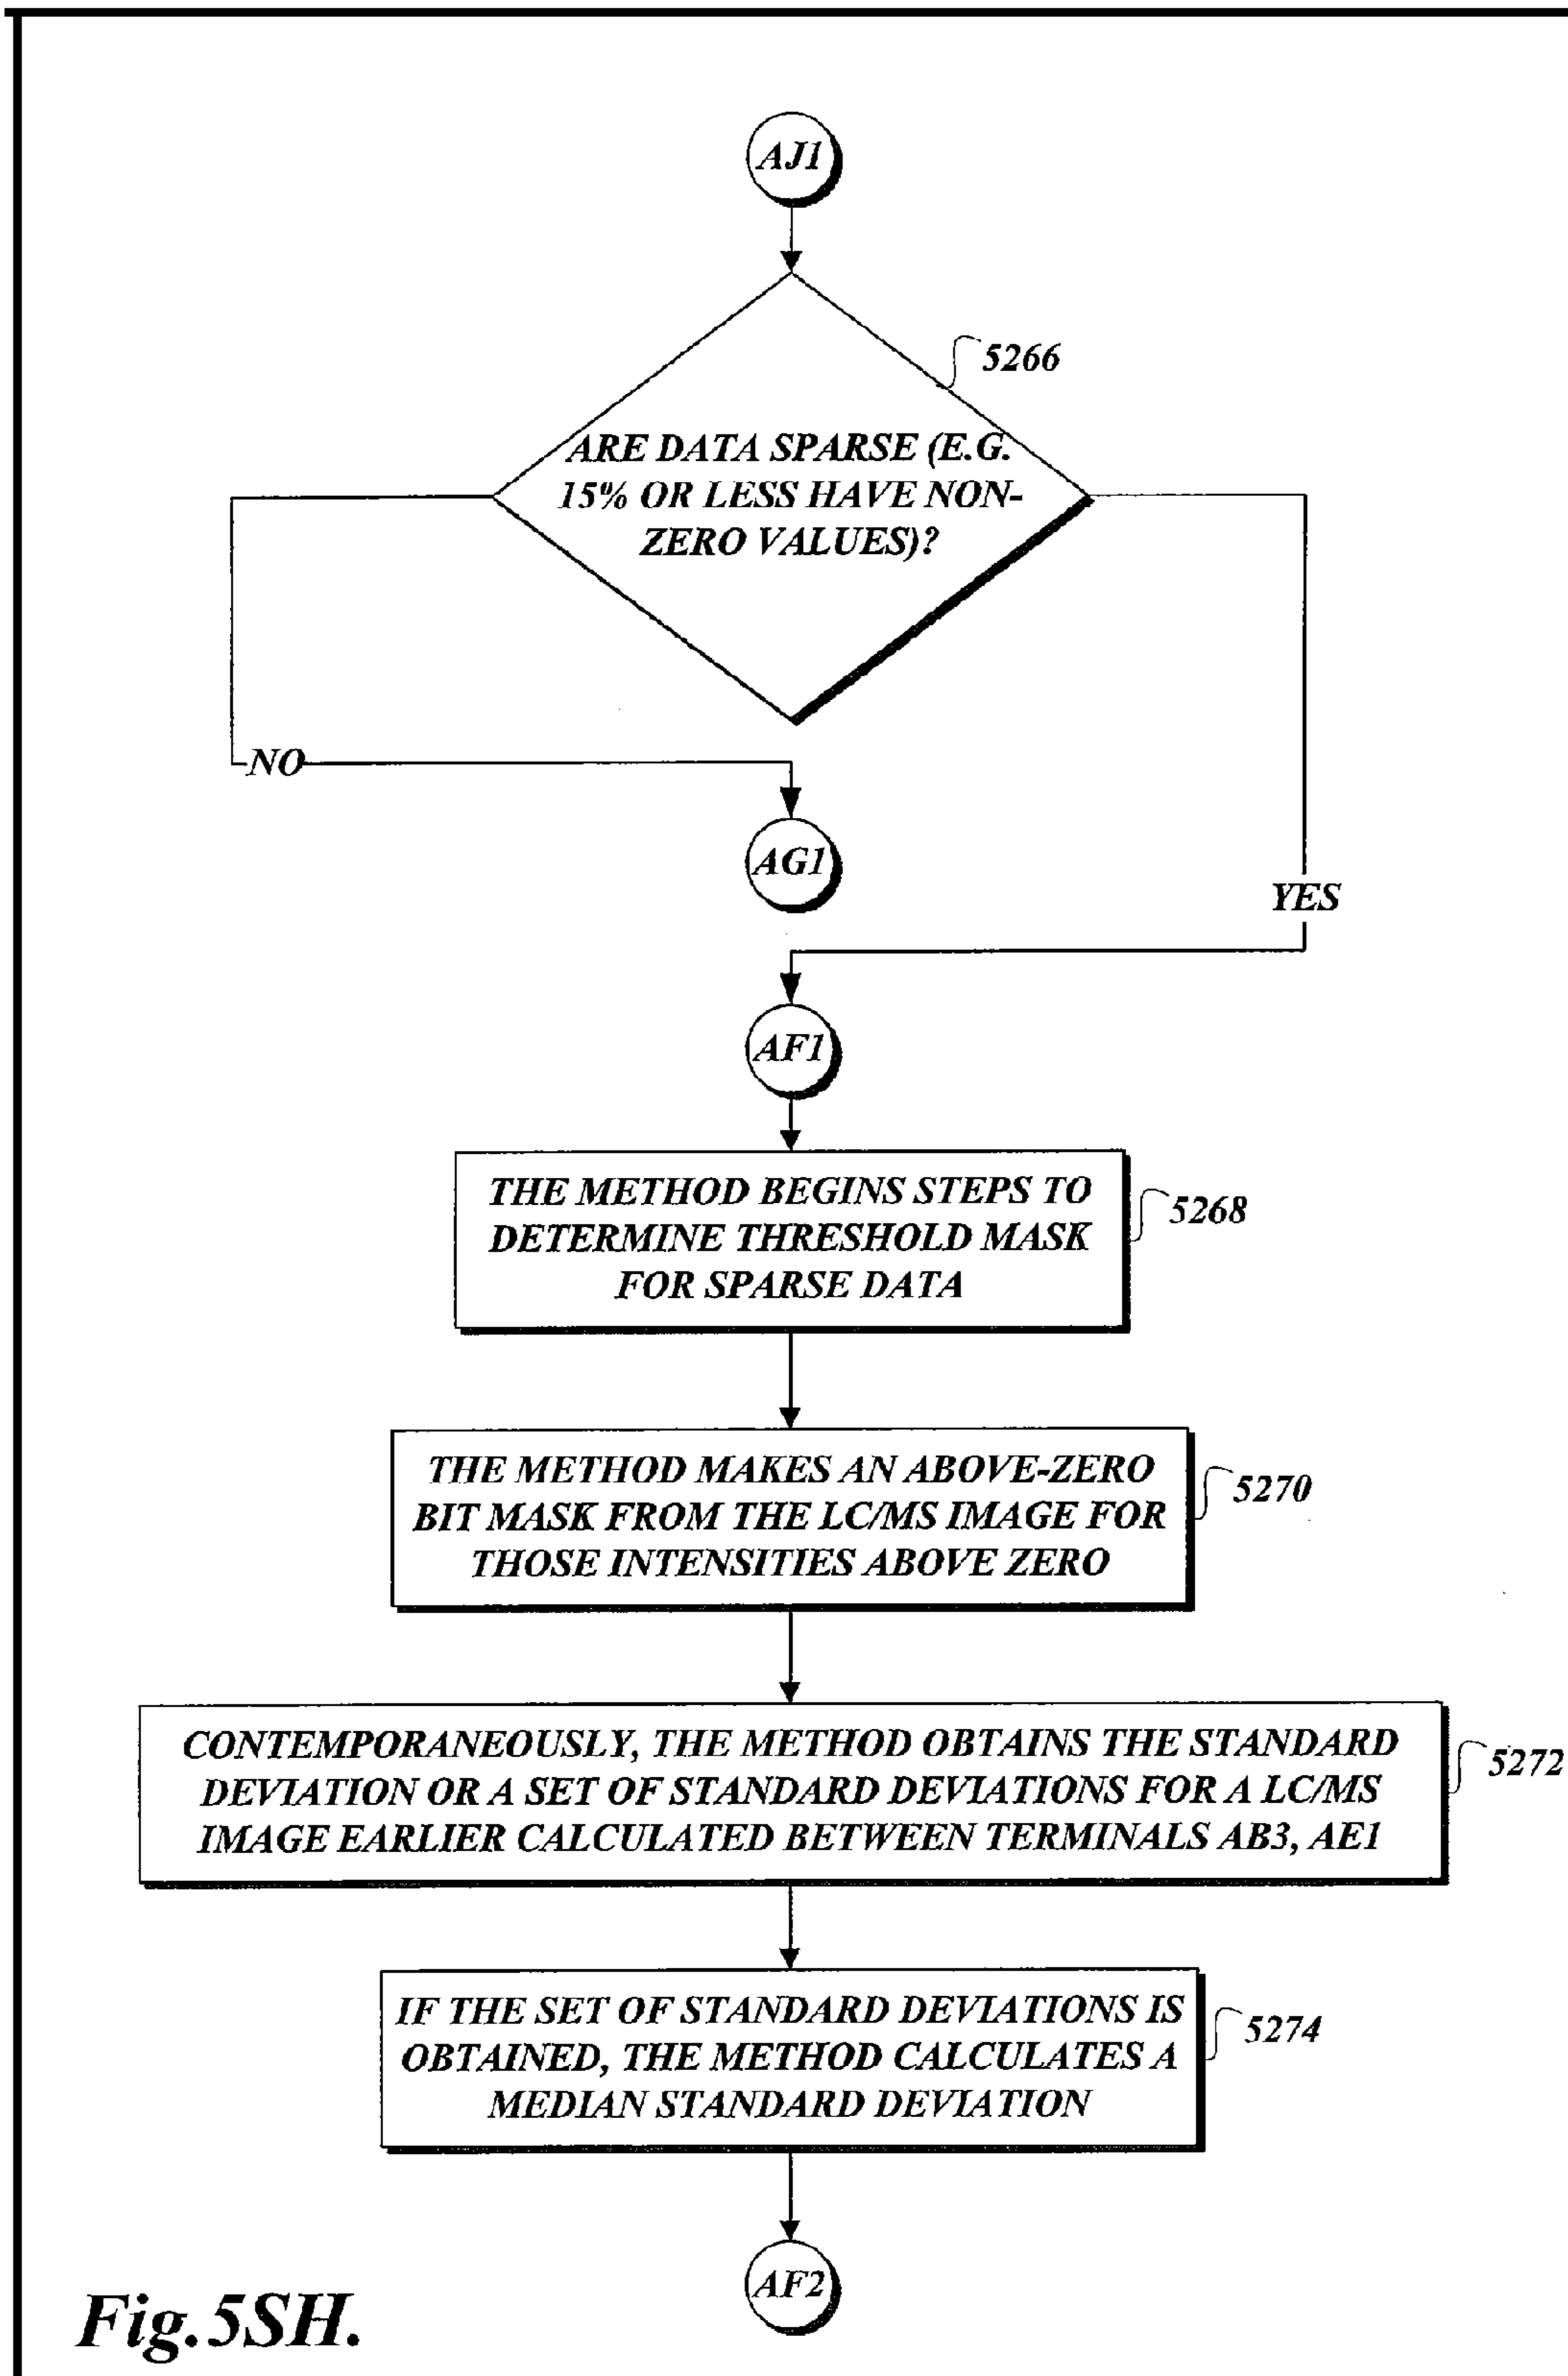 AJ1
5266
ARE DATA SPARSE (E.G.
15% OR LESS HAVE NON-
ZERO VALUES)?
NO
AG1
YES
AF1
THE METHOD BEGINS STEPS TO
DETERMINE THRESHOLD MASK
FOR SPARSE DATA
5268
THE METHOD MAKES AN ABOVE-ZERO
BIT MASK FROM THE LC/MS IMAGE FOR
THOSE INTENSITIES ABOVE ZERO
5270
CONTEMPORANEOUSLY, THE METHOD OBTAINS THE STANDARD
DEVIATION OR A SET OF STANDARD DEVIATIONS FOR A LC/MS
IMAGE EARLIER CALCULATED BETWEEN TERMINALS AB3, AE1
5272
IF THE SET OF STANDARD DEVIATIONS IS
OBTAINED, THE METHOD CALCULATES A
MEDIAN STANDARD DEVIATION
5274
AF2
Fig.5SH.